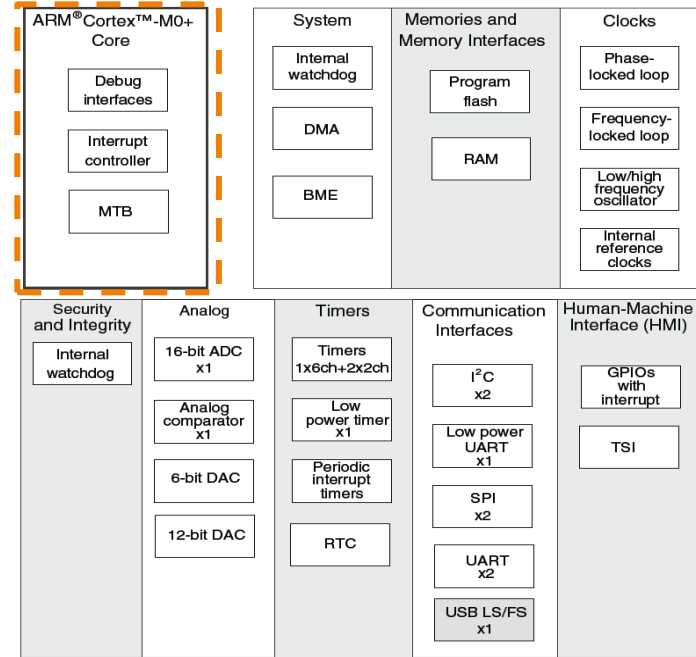 ARM®Cortex™-M0+
Core
Debug
interfaces
Interrupt
controller
MTB
System
Internal
watchdog
DMA
BME
Memories and
Memory Interfaces
Program
flash
RAM
Clocks
Phase-
locked loop
Frequency-
locked loop
Low/high
frequency
oscillator
Internal
reference
clocks
Security
and Integrity
Internal
watchdog
Analog
16-bit ADC
x1
Analog
comparator
x1
6-bit DAC
12-bit DAC
Timers
Timers
1x6ch+2x2ch
Low
power timer
x1
Periodic
interrupt
timers
RTC
Communication
Interfaces
I²C
x2
Low power
UART
x1
SPI
x2
UART
x2
USB LS/FS
x1
Human-Machine
Interface (HMI)
GPIOs
with
interrupt
TSI